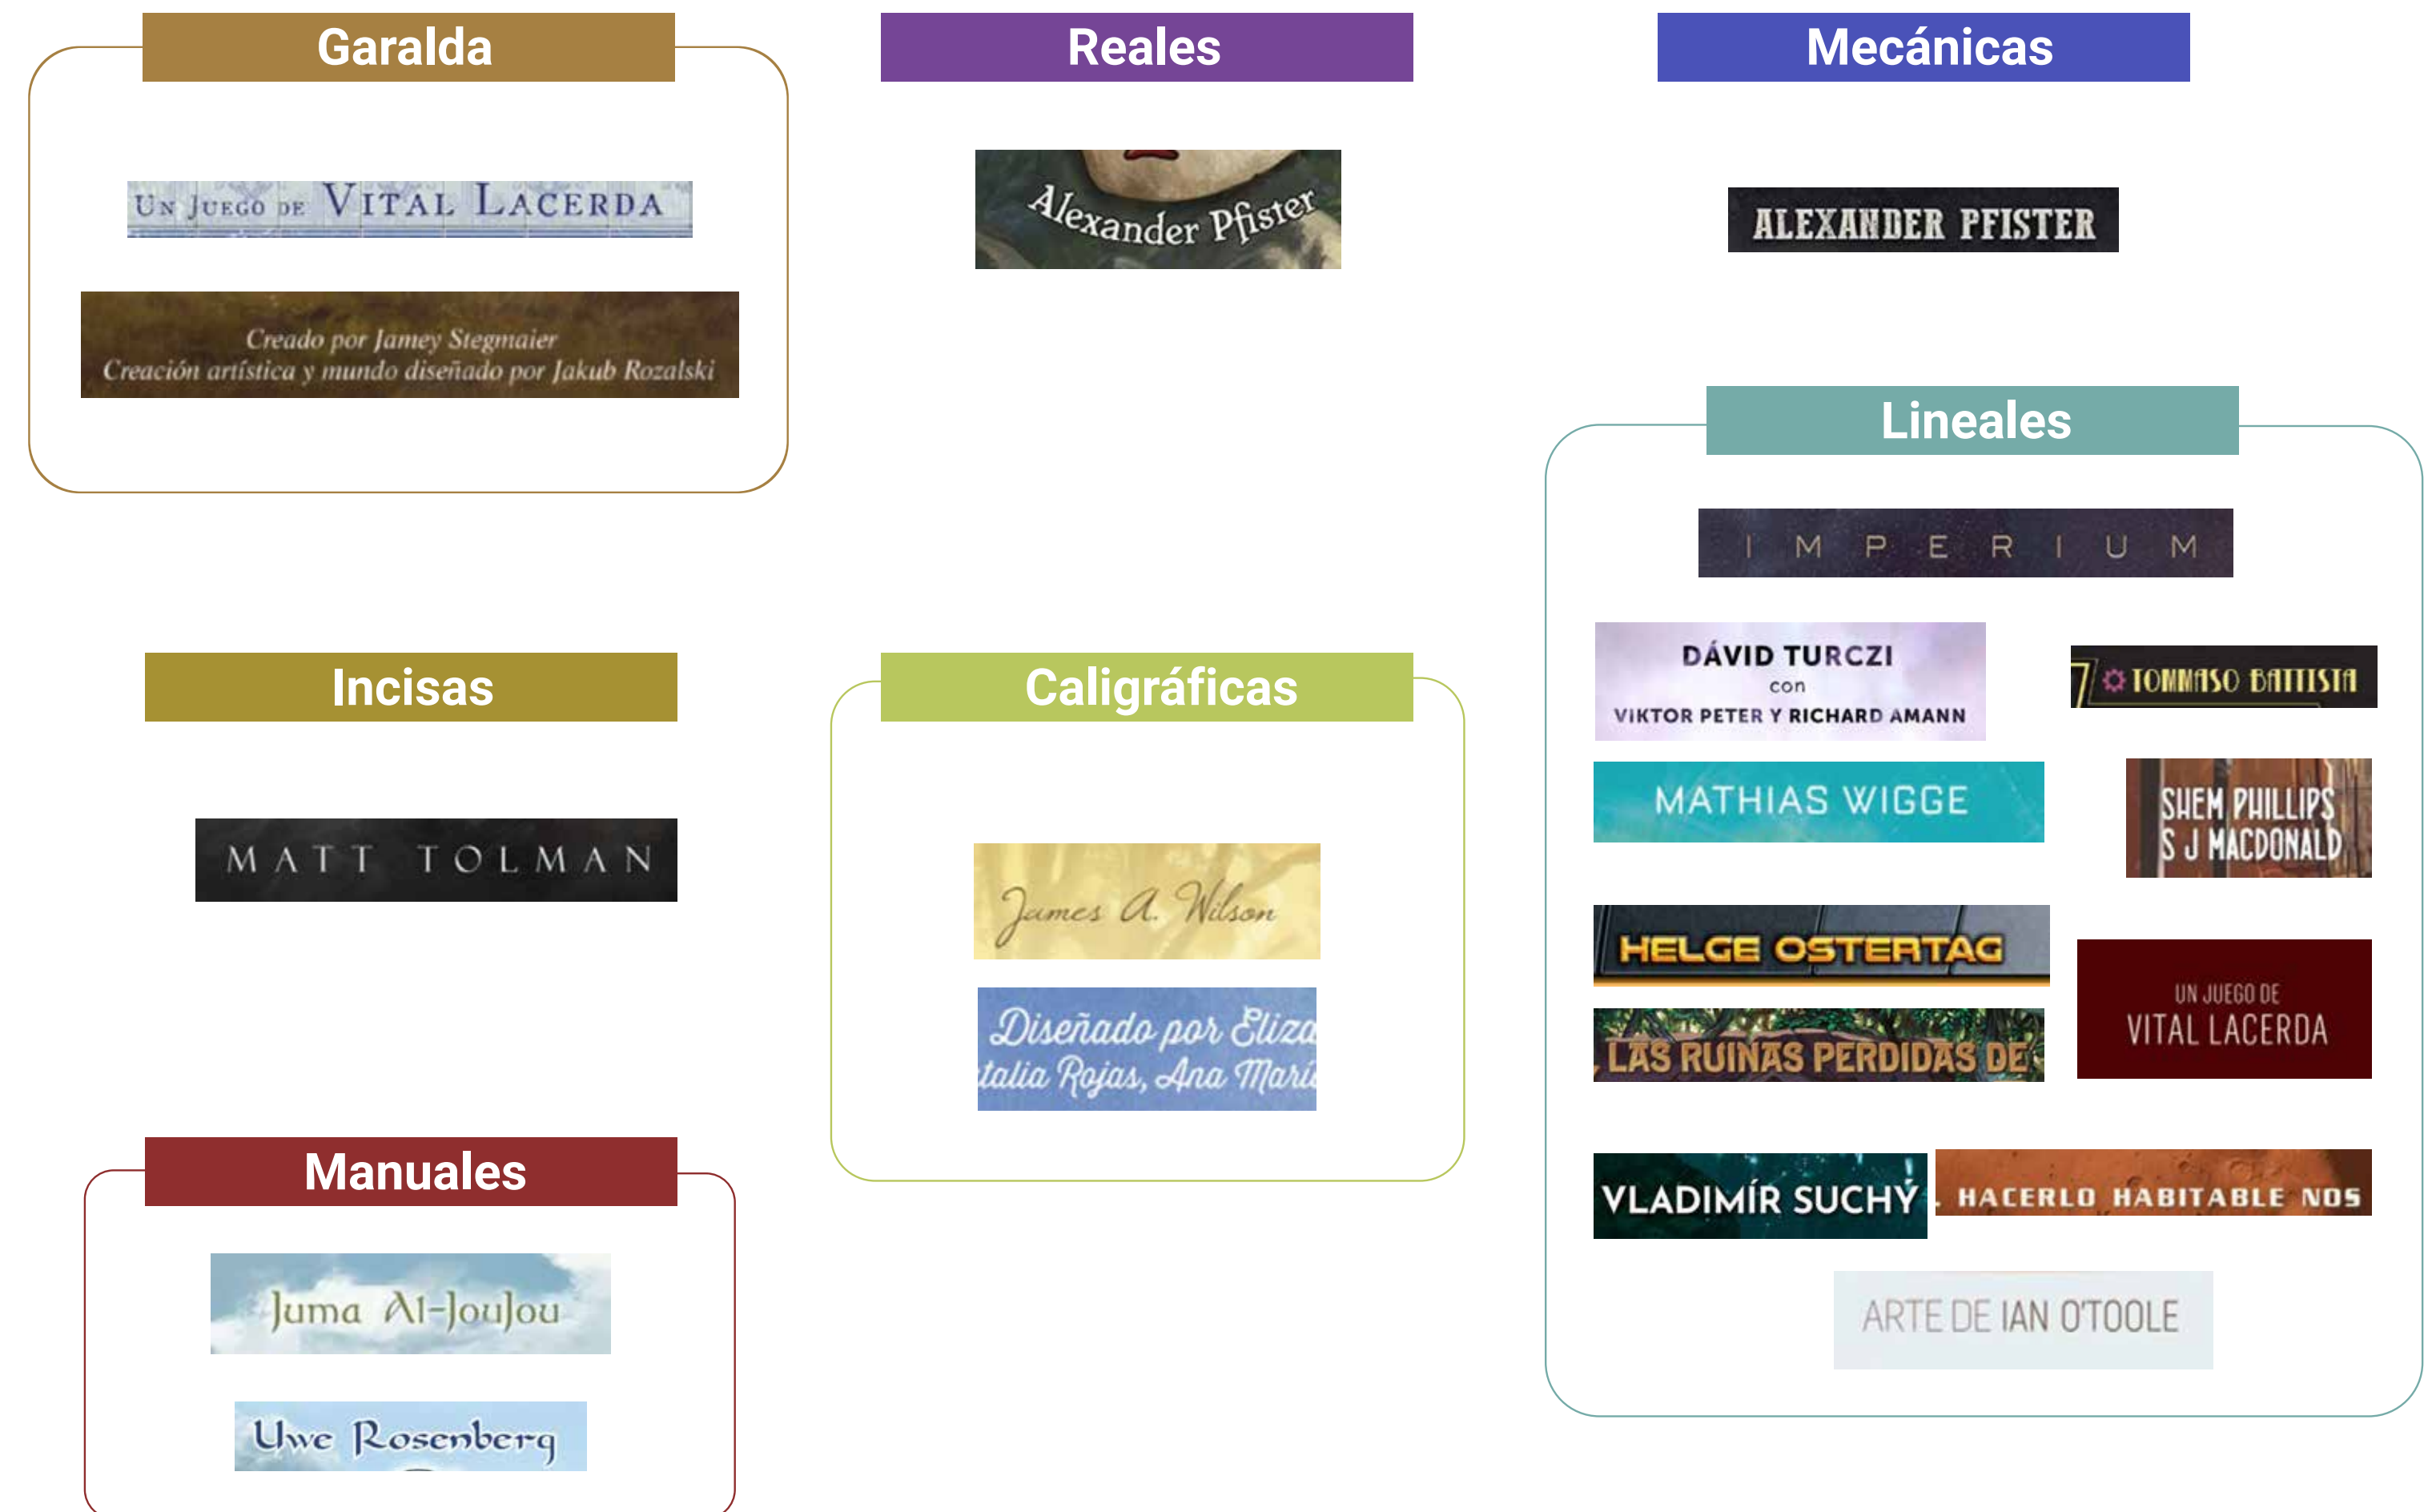 Garalda
UN JUEGO DE VITAL LACERDA
Creado por Jamey Stegmaier
Creación artística y mundo diseñado por Jakub Rozalski
Reales
Alexander Pfister
Mecánicas
ALEXANDER PFISTER
Lineales
IMPERIUM
DÁVID TURCZI
con
VIKTOR PETER Y RICHARD AMANN
TOMMASO BATTISTA
MATHIAS WIGGE
SHEM PHILLIPS
S J MACDONALD
HELGE OSTERTAG
UN JUEGO DE
VITAL LACERDA
LAS RUINAS PERDIDAS DE
VLADIMÍR SUCHÝ
. HACERLO HABITABLE NOS
ARTE DE IAN O'TOOLE
Incisas
MATT TOLMAN
Caligráficas
James A. Wilson
Diseñado por Eliza
talia Rojas, Ana María
Manuales
Juma Al-JouJou
Uwe Rosenberg